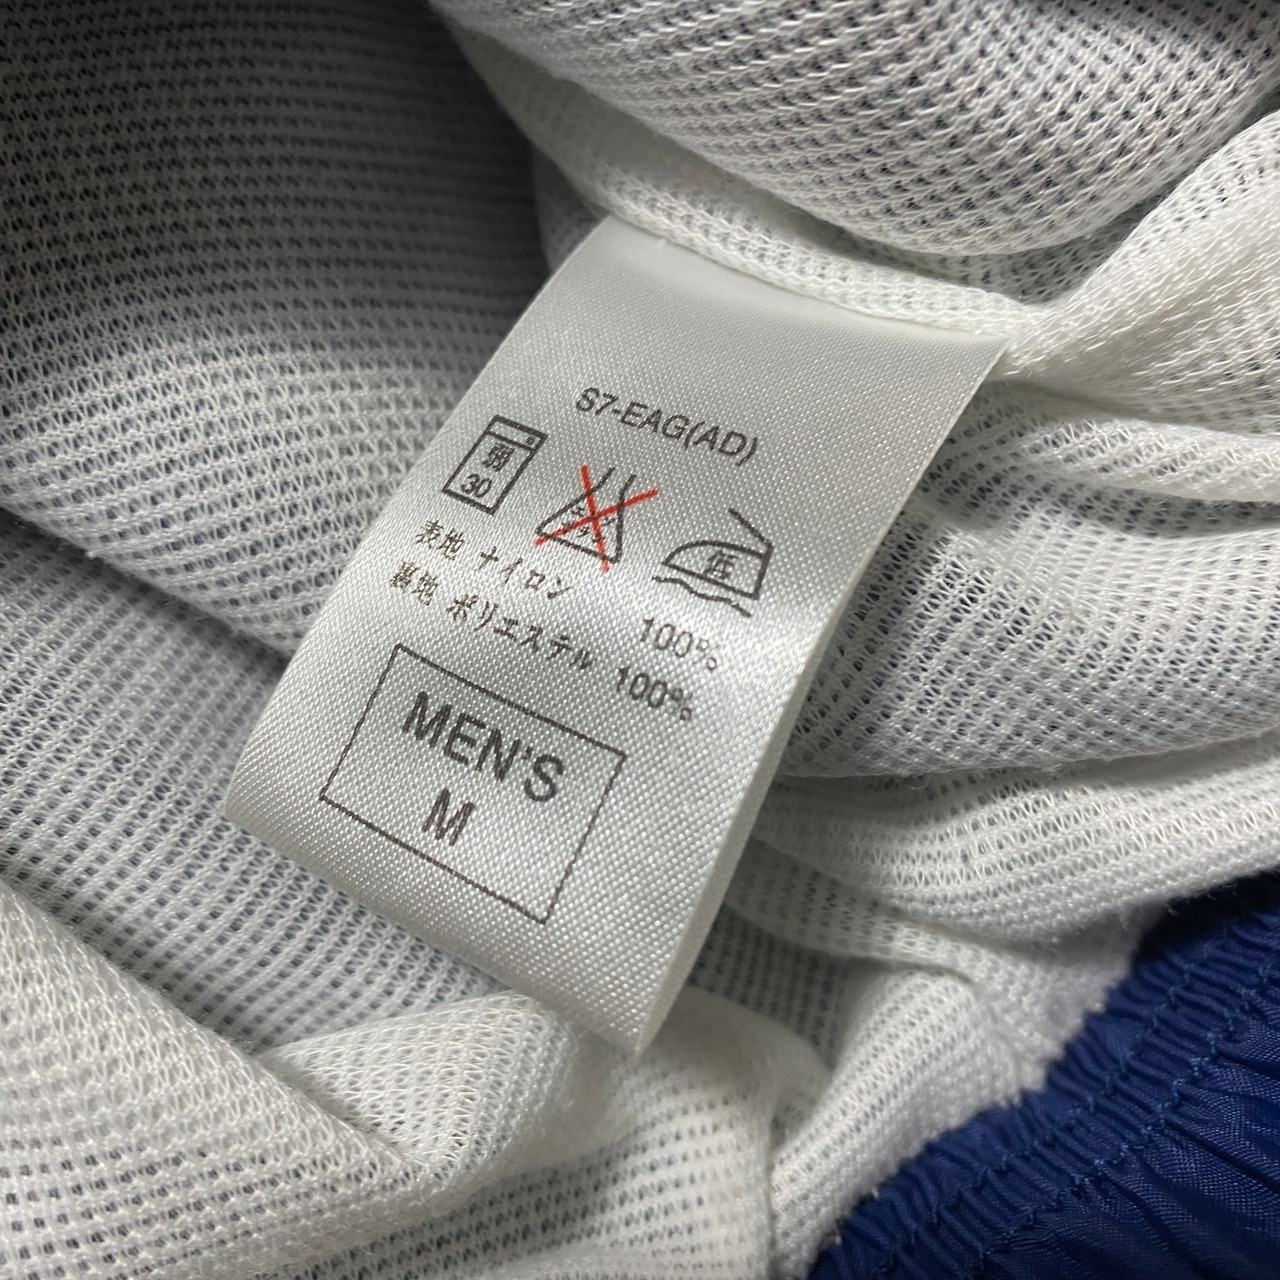 S7-EAG(AD)
弱 30 低
表地 ナイロン 100%
裏地 ポリエステル 100%
MEN'S
M